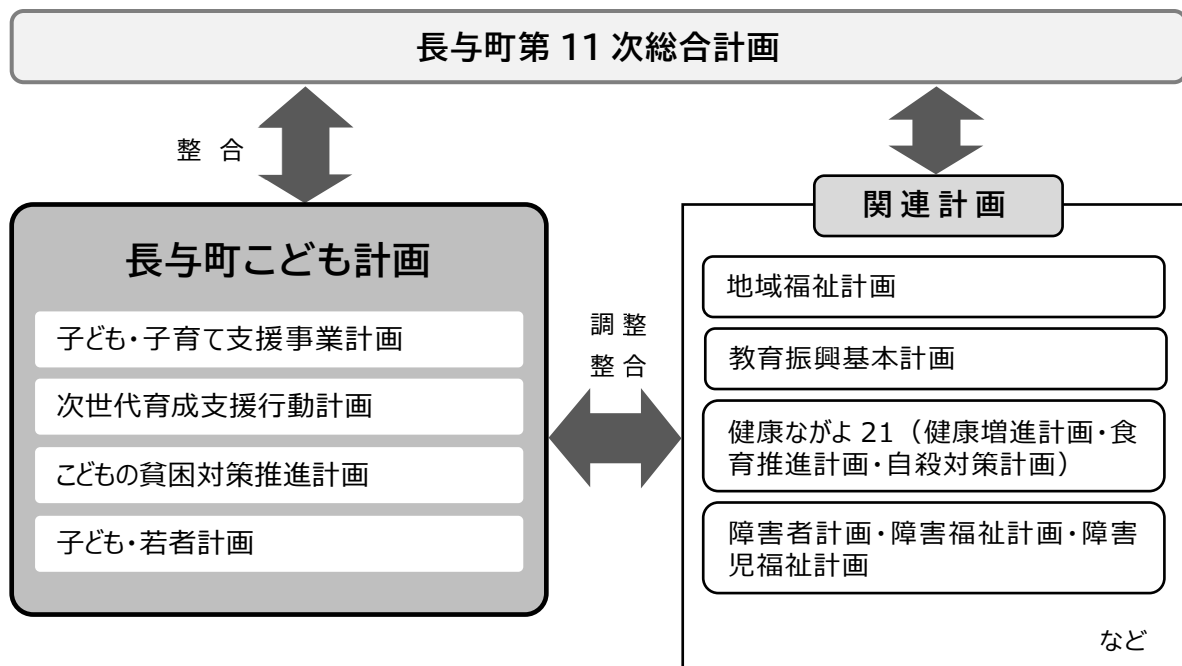 長与町第 11 次総合計画
整 合
長与町こども計画
子ども・子育て支援事業計画
次世代育成支援行動計画
こどもの貧困対策推進計画
子ども・若者計画
調 整
整 合
関連計画
地域福祉計画
教育振興基本計画
健康ながよ 21（健康増進計画・食
育推進計画・自殺対策計画）
障害者計画・障害福祉計画・障害
児福祉計画
など